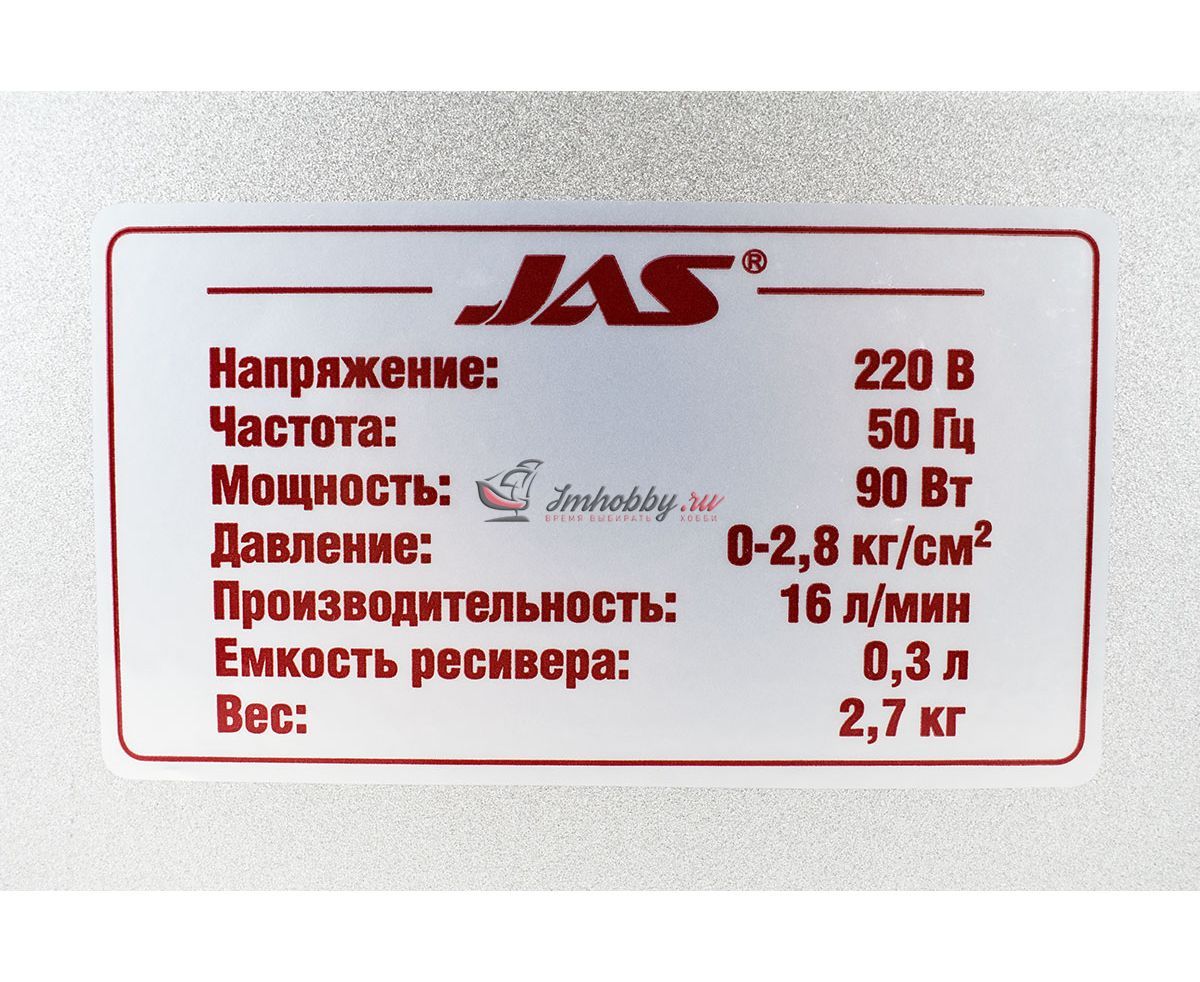 JAS®
Напряжение: 220 В
Частота: 50 Гц
Мощность: 90 Вт
Imhobby.ru
ВРЕМЯ ВЫБИРАТЬ ХОББИ
Давление: 0-2,8 кг/см²
Производительность: 16 л/мин
Емкость ресивера: 0,3 л
Вес: 2,7 кг